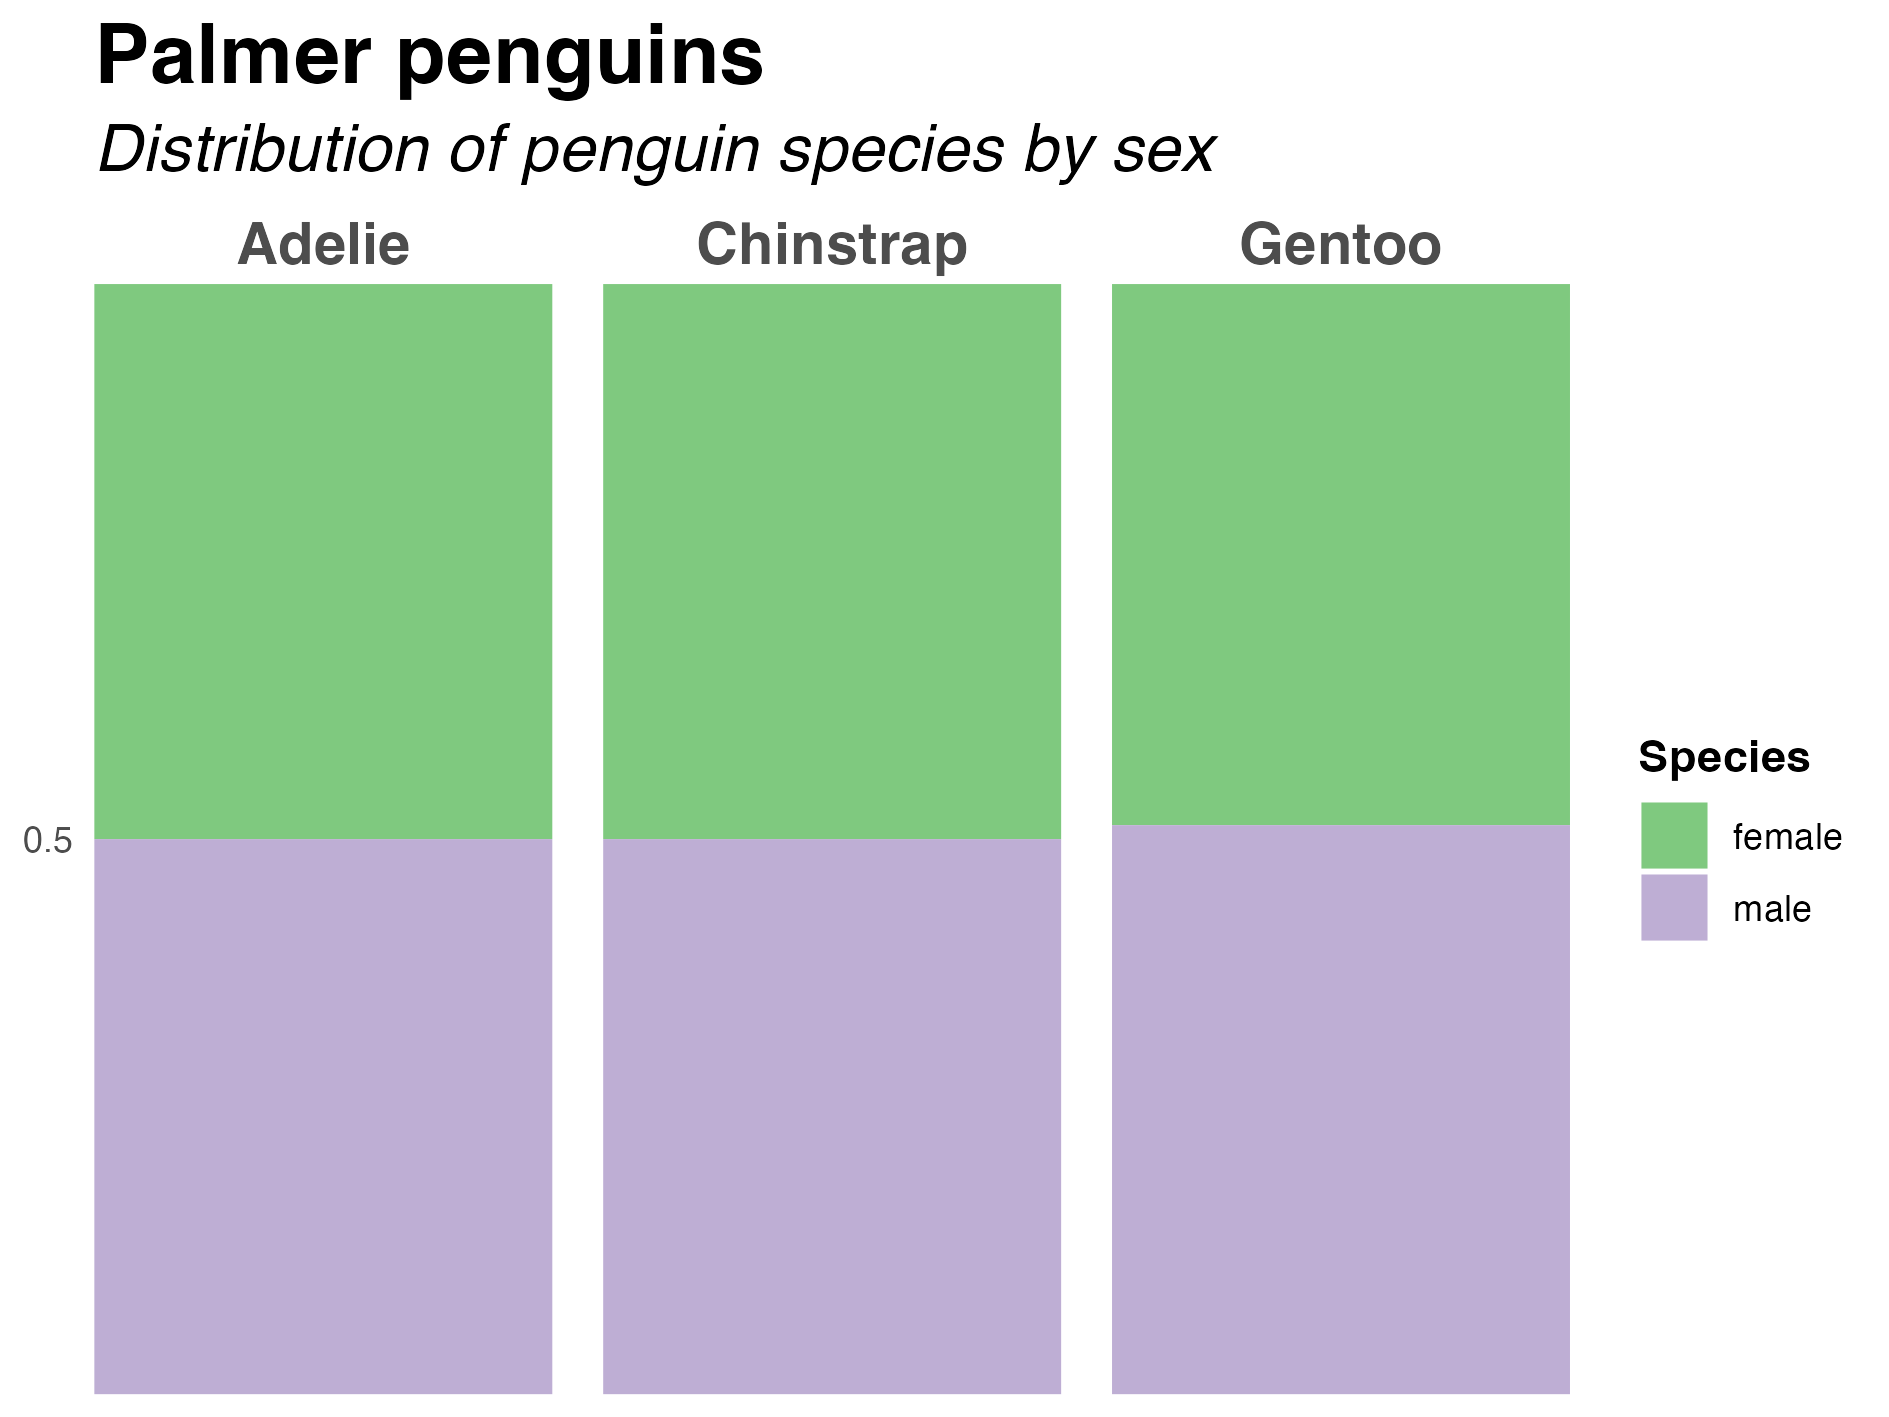 Palmer penguins
Distribution of penguin species by sex
Adelie Chinstrap Gentoo
0.5
Species
female
male